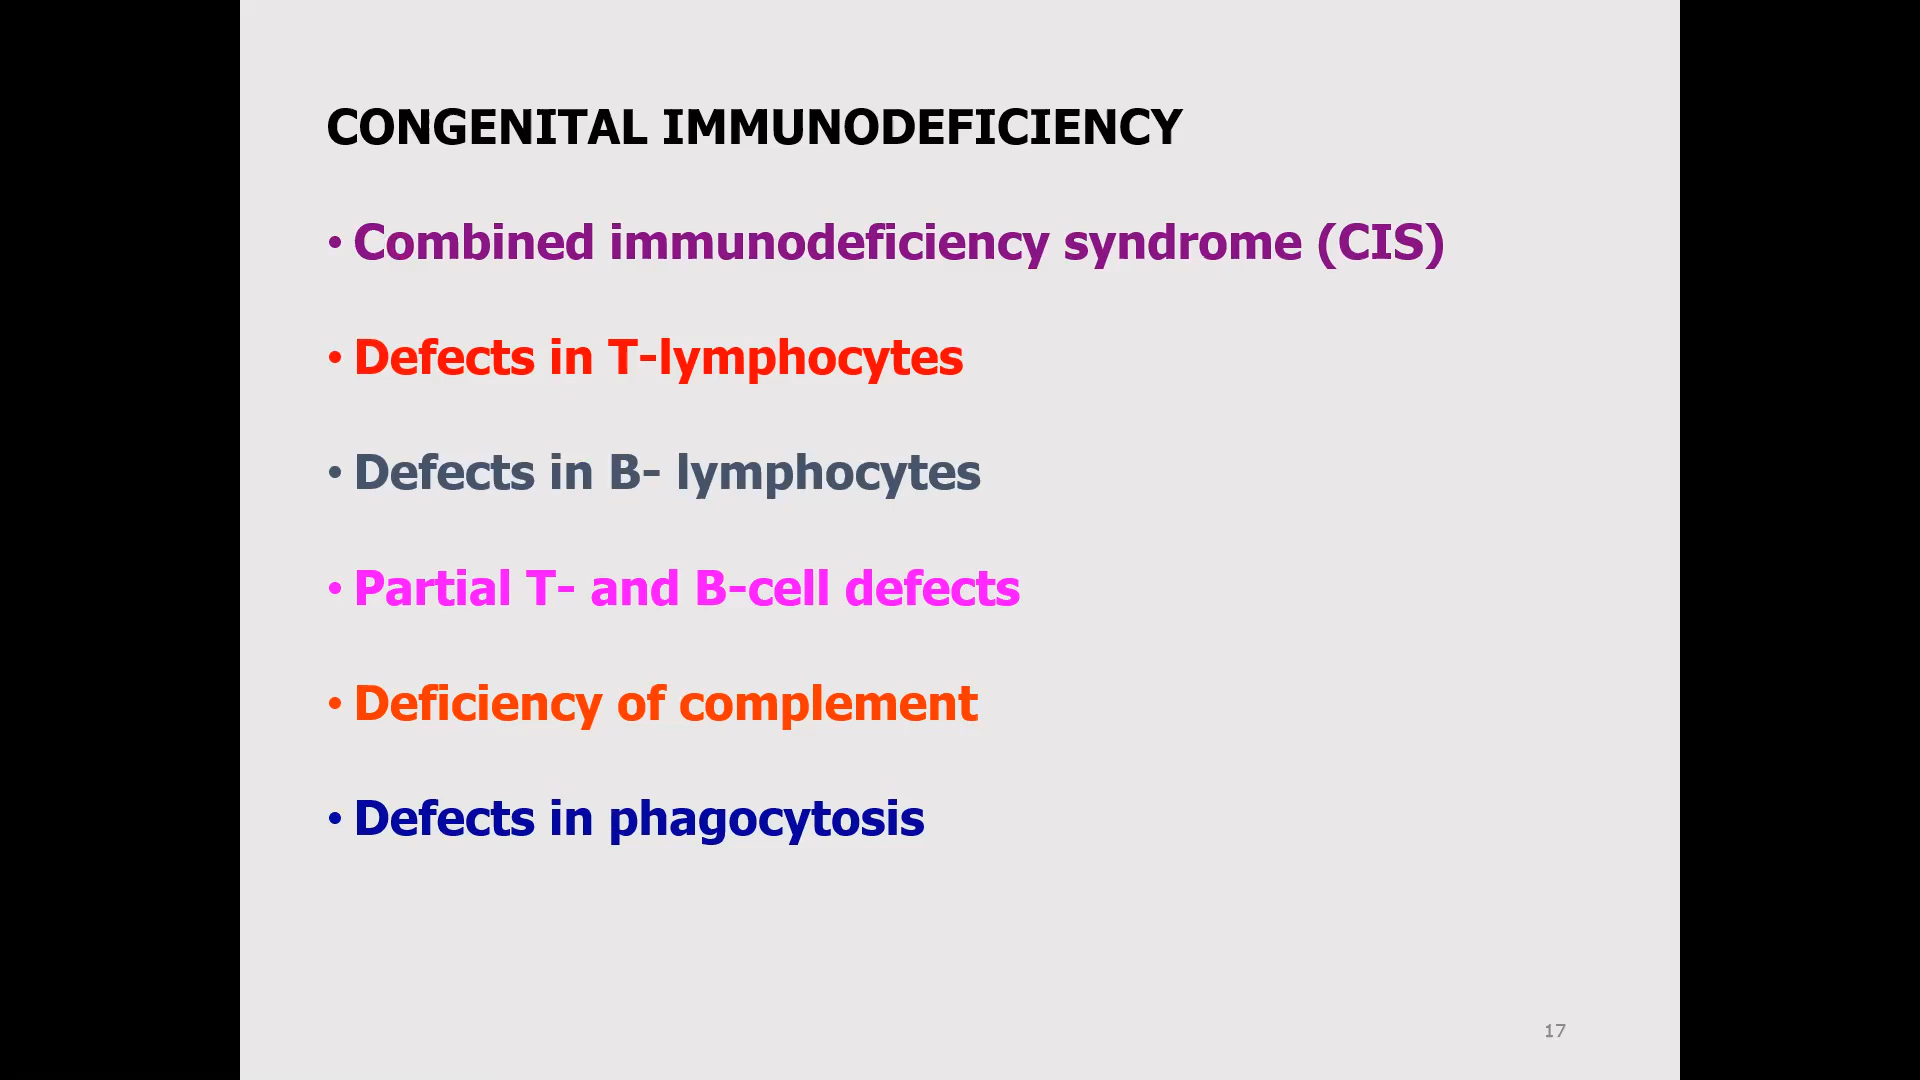 CONGENITAL IMMUNODEFICIENCY
• Combined immunodeficiency syndrome (CIS)
• Defects in T-lymphocytes
• Defects in B- lymphocytes
• Partial T- and B-cell defects
• Deficiency of complement
• Defects in phagocytosis
17